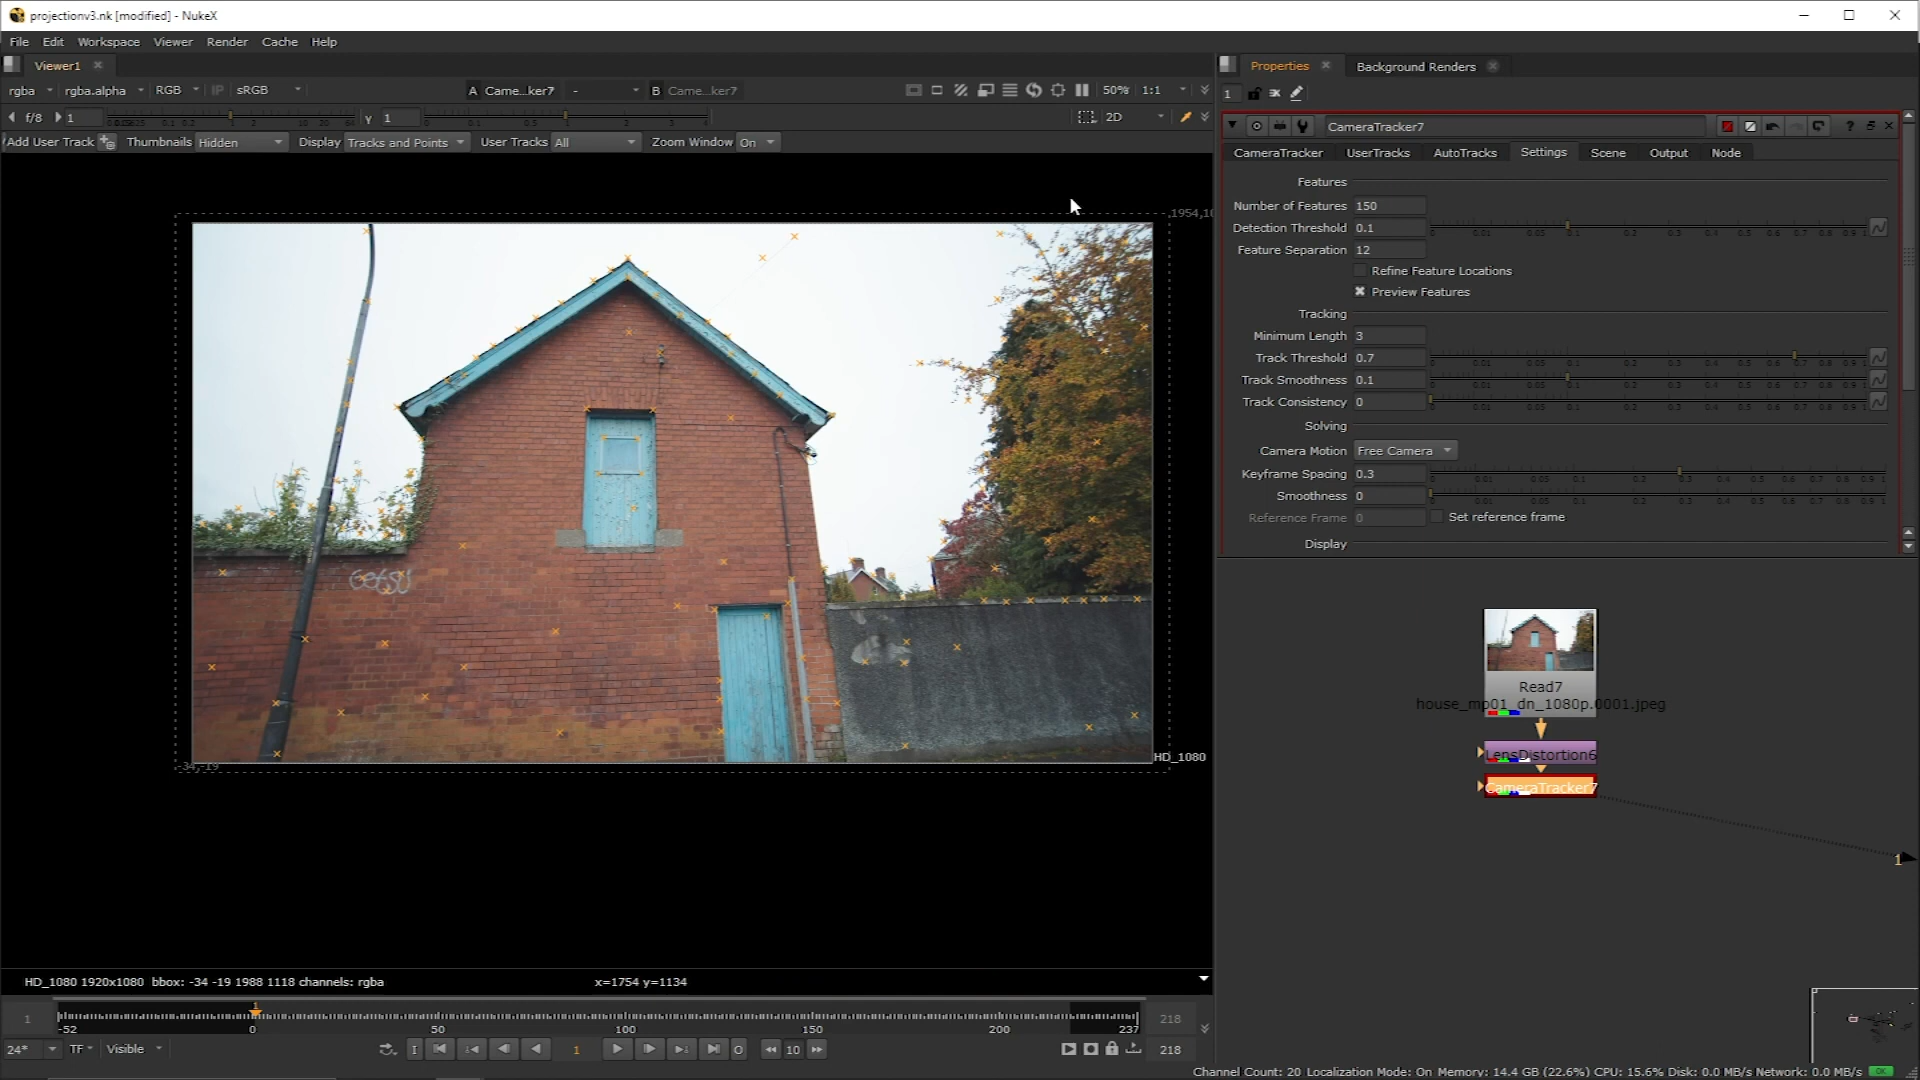 projectionv3.nk [modified] - NukeX
File Edit Workspace Viewer Render Cache Help
Viewer1
rgba rgba.alpha RGB IP sRGB A Came...ker7 - B Came...ker7 50% 1:1
f/8 1 y 1 2D
Add User Track Thumbnails Hidden Display Tracks and Points User Tracks All Zoom Window On
HD_1080
-34,-19
HD_1080 1920x1080 bbox: -34 -19 1988 1118 channels: rgba x=1754 y=1134
1 1 218
-52 0 50 100 150 200 237
24* TF Visible I 1 O 10 218
Properties Background Renders
1
CameraTracker7
CameraTracker UserTracks AutoTracks Settings Scene Output Node
Features
Number of Features 150
Detection Threshold 0.1
Feature Separation 12
Refine Feature Locations
Preview Features
Tracking
Minimum Length 3
Track Threshold 0.7
Track Smoothness 0.1
Track Consistency 0
Solving
Camera Motion Free Camera
Keyframe Spacing 0.3
Smoothness 0
Reference Frame 0 Set reference frame
Display
Read7
house_mp01_dn_1080p.0001.jpeg
LensDistortion6
CameraTracker7
1
Channel Count: 20 Localization Mode: On Memory: 14.4 GB (22.6%) CPU: 15.6% Disk: 0.0 MB/s Network: 0.0 MB/s OK